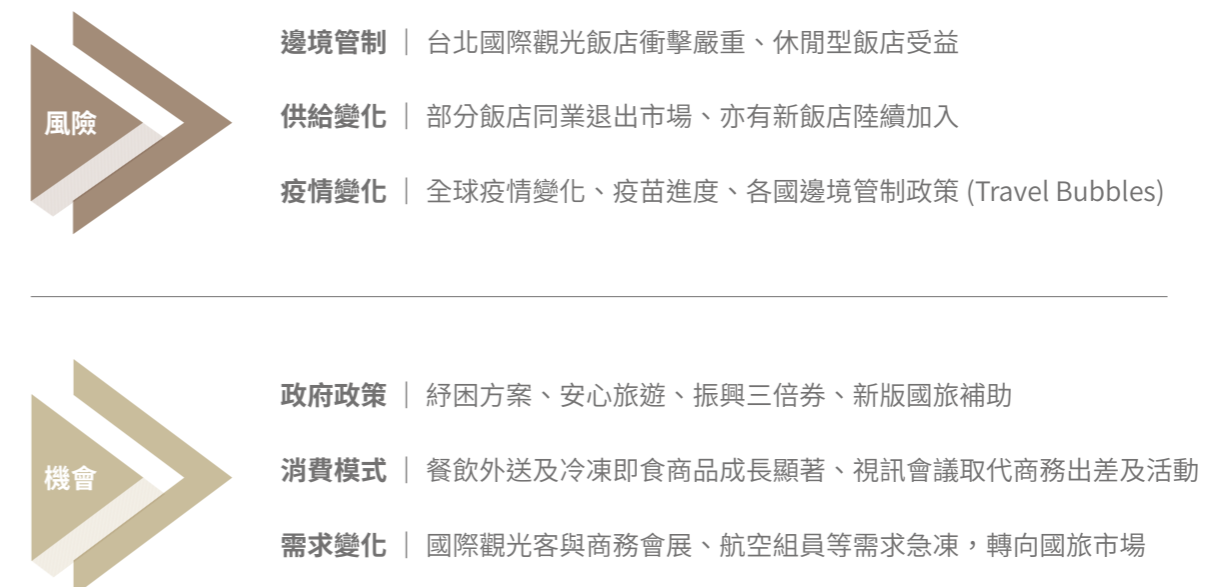 風險
邊境管制｜台北國際觀光飯店衝擊嚴重、休閒型飯店受益
供給變化｜部分飯店同業退出市場、亦有新飯店陸續加入
疫情變化｜全球疫情變化、疫苗進度、各國邊境管制政策 (Travel Bubbles)
機會
政府政策｜紓困方案、安心旅遊、振興三倍券、新版國旅補助
消費模式｜餐飲外送及冷凍即食商品成長顯著、視訊會議取代商務出差及活動
需求變化｜國際觀光客與商務會展、航空組員等需求急凍，轉向國旅市場